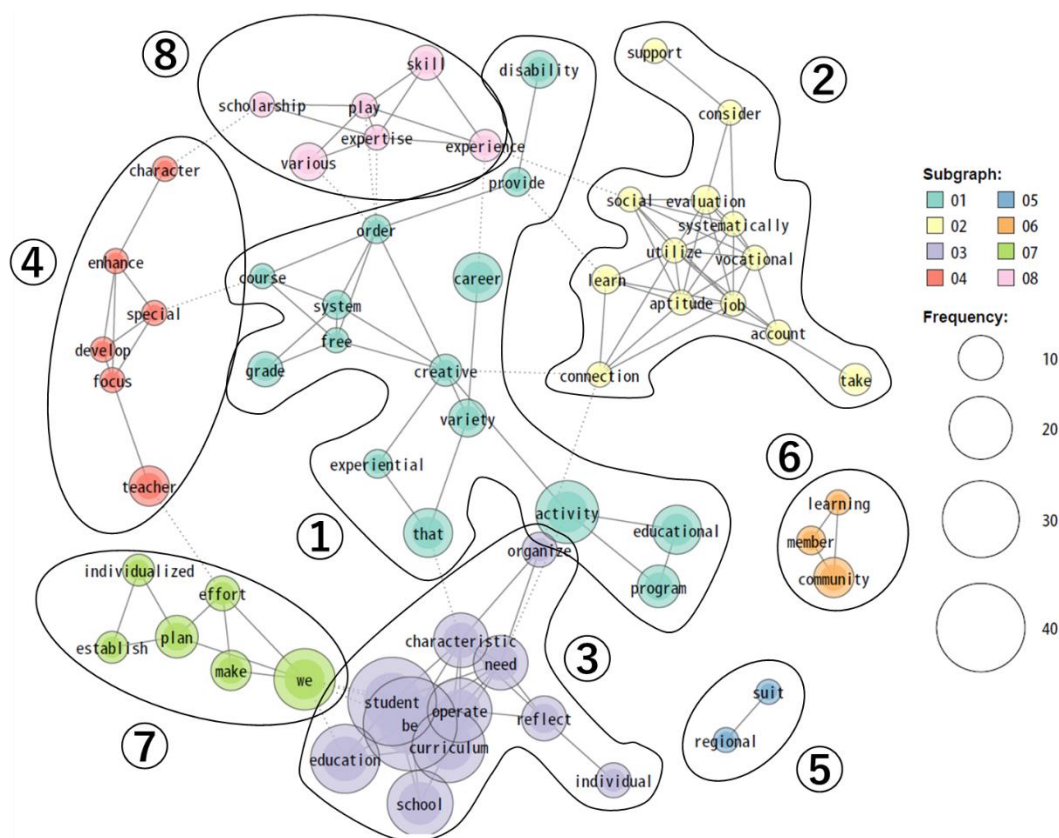 ⑧
skill
disability
support
②
scholarship
play
consider
expertise
various
experience
character
provide
Subgraph:
01 05
02 06
03 07
04 08
social
evaluation
order
systematically
④
enhance
utilize
vocational
course
career
learn
special
system
aptitude
job
Frequency:
free
account
develop
10
focus
grade
creative
connection
take
variety
20
experiential
⑥
teacher
learning
activity
①
that
educational
member
30
organize
individualized
community
effort
program
plan
characteristic
establish
③
need
40
make
we
student
suit
operate
be
reflect
regional
⑦
curriculum
education
⑤
individual
school